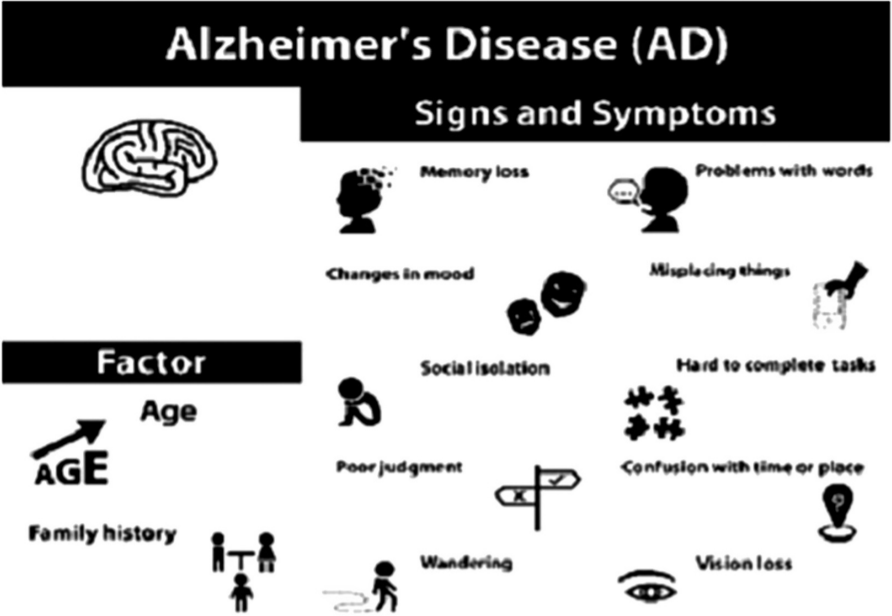 Alzheimer's Disease (AD)
Signs and Symptoms
Memory loss
Problems with words
Changes in mood
Misplacing things
Social isolation
Hard to complete tasks
Poor judgment
Confusion with time or place
Wandering
Vision loss
Factor
Age
AGE
Family history